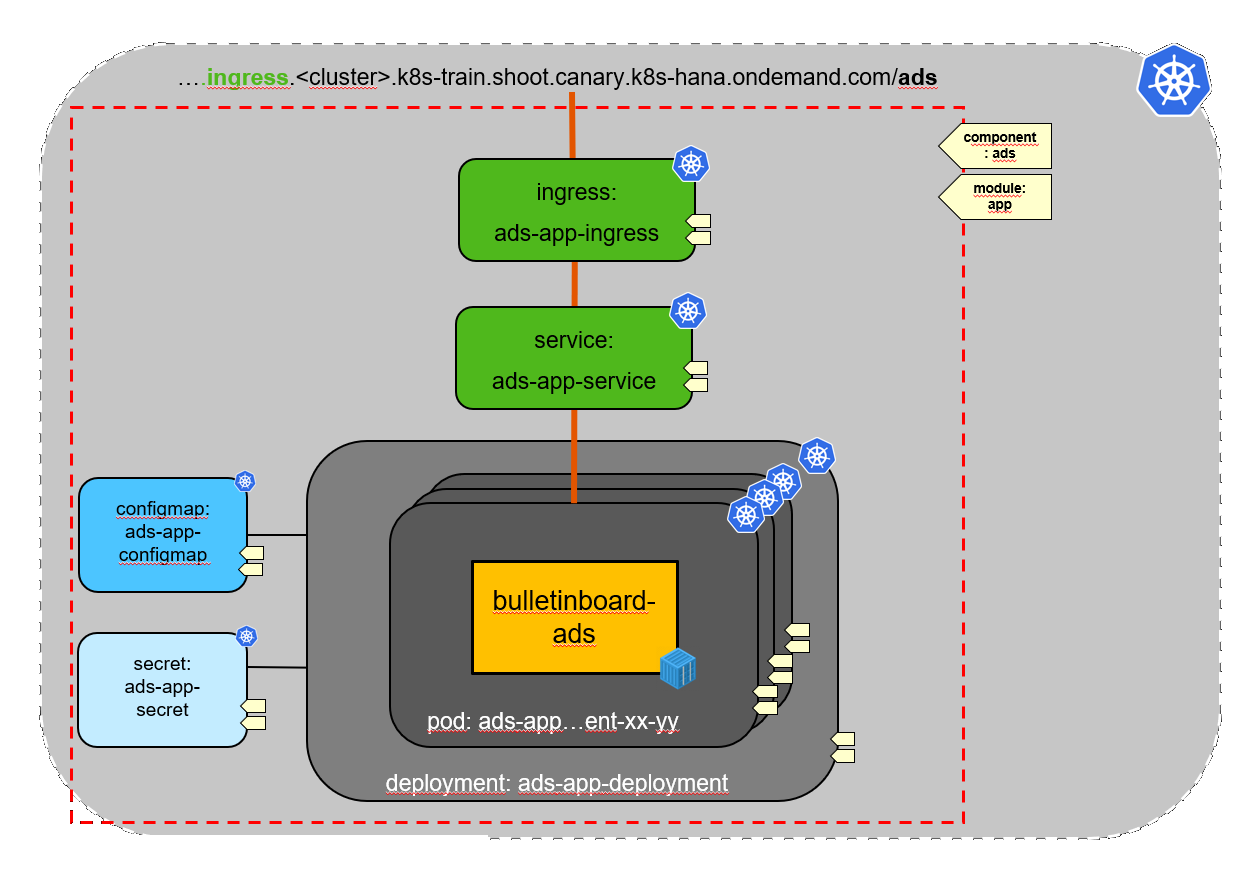 ….ingress.<cluster>.k8s-train.shoot.canary.k8s-hana.ondemand.com/ads
component
: ads
module:
app
ingress:
ads-app-ingress
service:
ads-app-service
configmap:
ads-app-
configmap
secret:
ads-app-
secret
bulletinboard-
ads
pod: ads-app…ent-xx-yy
deployment: ads-app-deployment